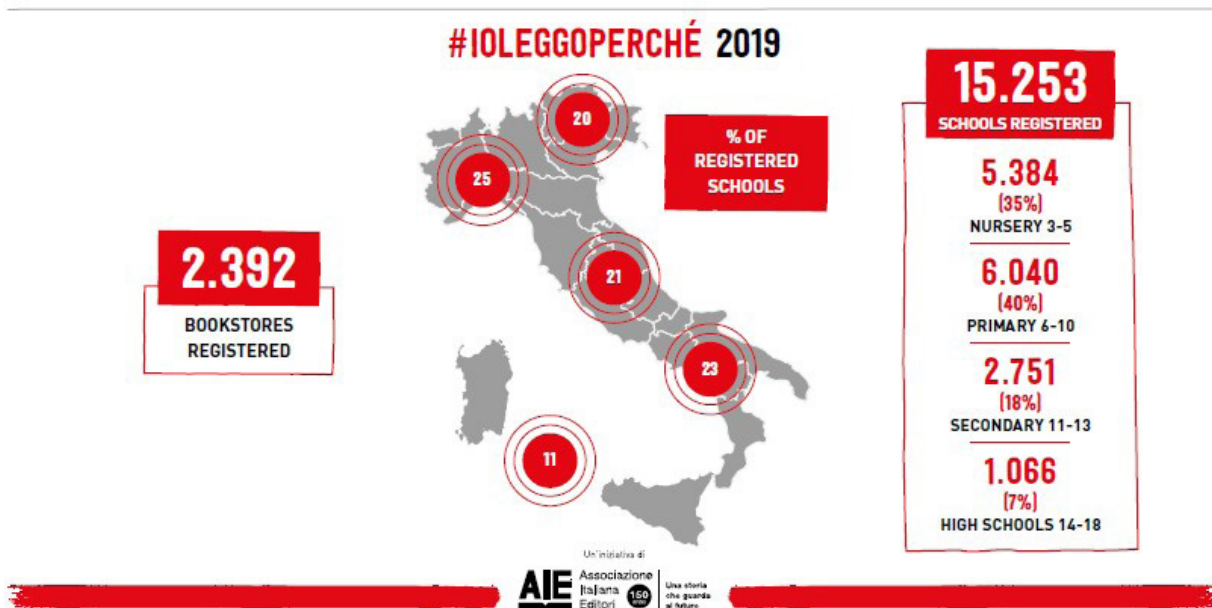 #IOLEGGOPERCHÉ 2019
% OF
REGISTERED
SCHOOLS
20
25
21
23
11
2.392
BOOKSTORES
REGISTERED
15.253
SCHOOLS REGISTERED
5.384
(35%)
NURSERY 3-5
6.040
(40%)
PRIMARY 6-10
2.751
(18%)
SECONDARY 11-13
1.066
(7%)
HIGH SCHOOLS 14-18
Un'iniziativa di
AIE
Associazione
Italiana
Editori
150
Una storia
che guarda
al futuro